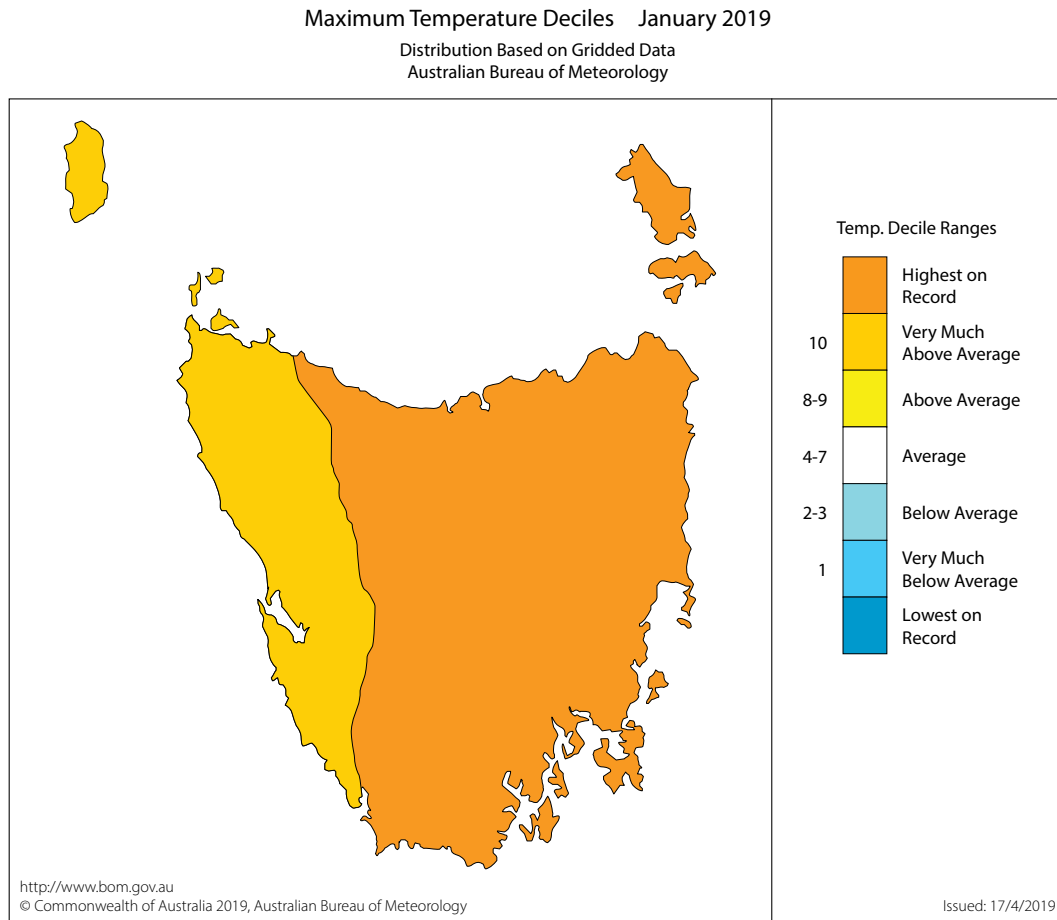 Maximum Temperature Deciles January 2019
Distribution Based on Gridded Data
Australian Bureau of Meteorology
Temp. Decile Ranges
Highest on
Record
10 Very Much
Above Average
8-9 Above Average
4-7 Average
2-3 Below Average
1 Very Much
Below Average
Lowest on
Record
http://www.bom.gov.au
© Commonwealth of Australia 2019, Australian Bureau of Meteorology
Issued: 17/4/2019